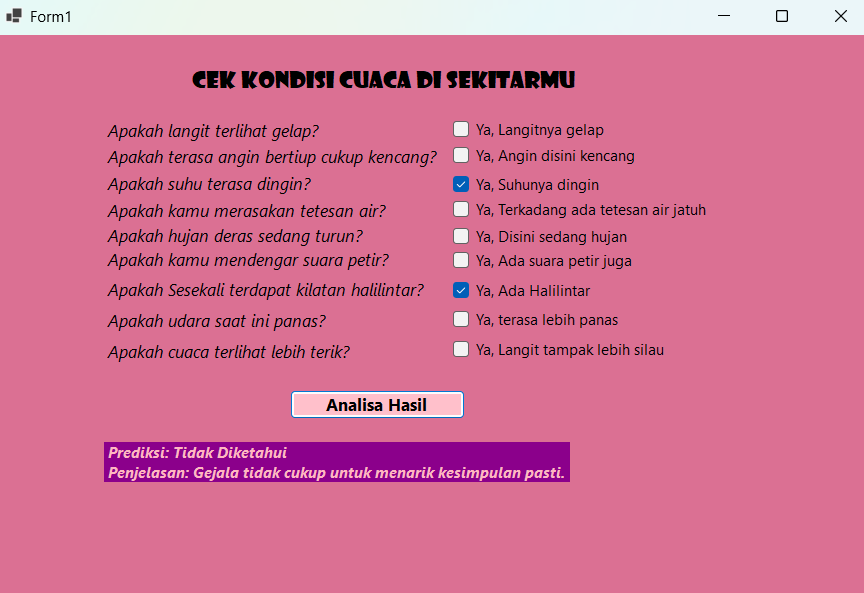 Form1
CEK KONDISI CUACA DI SEKITARMU
Apakah langit terlihat gelap? Ya, Langitnya gelap
Apakah terasa angin bertiup cukup kencang? Ya, Angin disini kencang
Apakah suhu terasa dingin? Ya, Suhunya dingin
Apakah kamu merasakan tetesan air? Ya, Terkadang ada tetesan air jatuh
Apakah hujan deras sedang turun? Ya, Disini sedang hujan
Apakah kamu mendengar suara petir? Ya, Ada suara petir juga
Apakah Sesekali terdapat kilatan halilintar? Ya, Ada Halilintar
Apakah udara saat ini panas? Ya, terasa lebih panas
Apakah cuaca terlihat lebih terik? Ya, Langit tampak lebih silau
Analisa Hasil
Prediksi: Tidak Diketahui
Penjelasan: Gejala tidak cukup untuk menarik kesimpulan pasti.